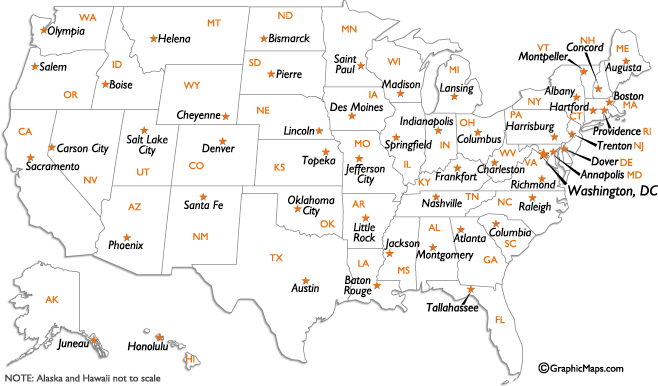 WA
Olympia
MT
Helena
ND
Bismarck
MN
Saint
Paul
WI
Madison
MI
Lansing
VT
Montpelier
NH
Concord
ME
Augusta
Salem
OR
ID
Boise
WY
Cheyenne
SD
Pierre
IA
Des Moines
NY
Albany
Boston
MA
Hartford
CT
Providence
RI
PA
Harrisburg
Trenton
NJ
Dover
DE
Annapolis
MD
Washington, DC
CA
Sacramento
Carson City
NV
Salt Lake
City
UT
Denver
CO
NE
Lincoln
KS
Topeka
MO
Jefferson
City
Springfield
IL
Indianapolis
IN
OH
Columbus
WV
Charleston
VA
Richmond
KY
Frankfort
TN
Nashville
NC
Raleigh
AZ
Phoenix
Santa Fe
NM
Oklahoma
City
OK
AR
Little
Rock
TX
Austin
LA
Baton
Rouge
Jackson
MS
AL
Montgomery
Atlanta
GA
Columbia
SC
Tallahassee
FL
AK
Juneau
Honolulu
HI
NOTE: Alaska and Hawaii not to scale
©GraphicMaps.com